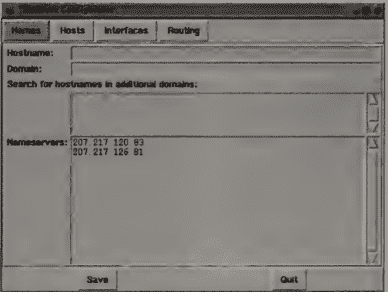 Names Hosts Interfaces Routing
Hostname:
Domain:
Search for hostnames in additional domains:
Nameservers: 207.217.120.83
207.217.126.81
Save Quit